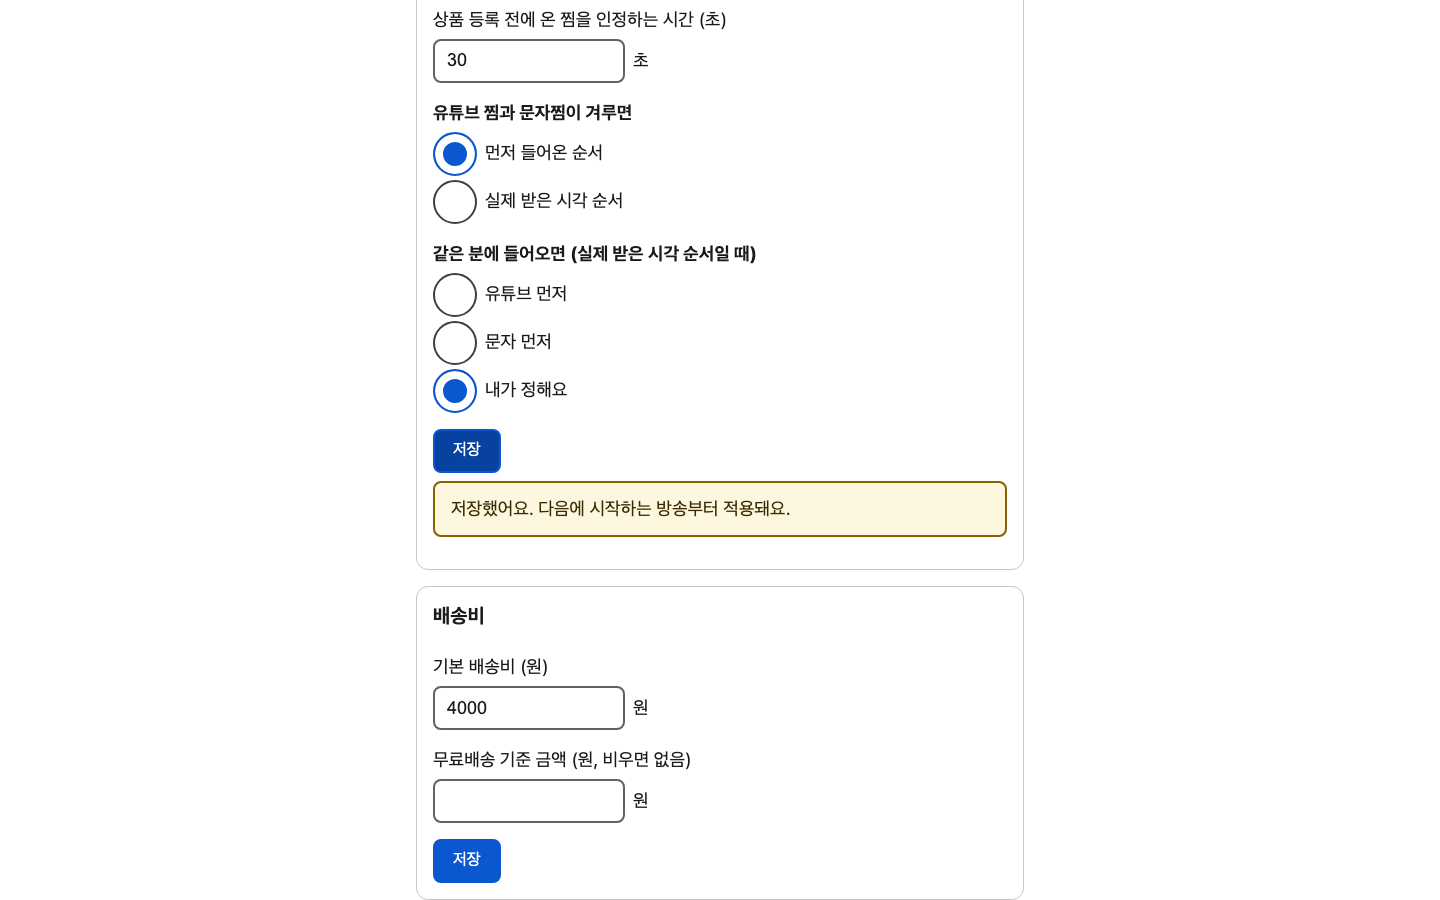 상품 등록 전에 온 찜을 인정하는 시간 (초)
30 초
유튜브 찜과 문자찜이 겨루면
먼저 들어온 순서
실제 받은 시각 순서
같은 분에 들어오면 (실제 받은 시각 순서일 때)
유튜브 먼저
문자 먼저
내가 정해요
저장
저장했어요. 다음에 시작하는 방송부터 적용돼요.
배송비
기본 배송비 (원)
4000 원
무료배송 기준 금액 (원, 비우면 없음)
원
저장